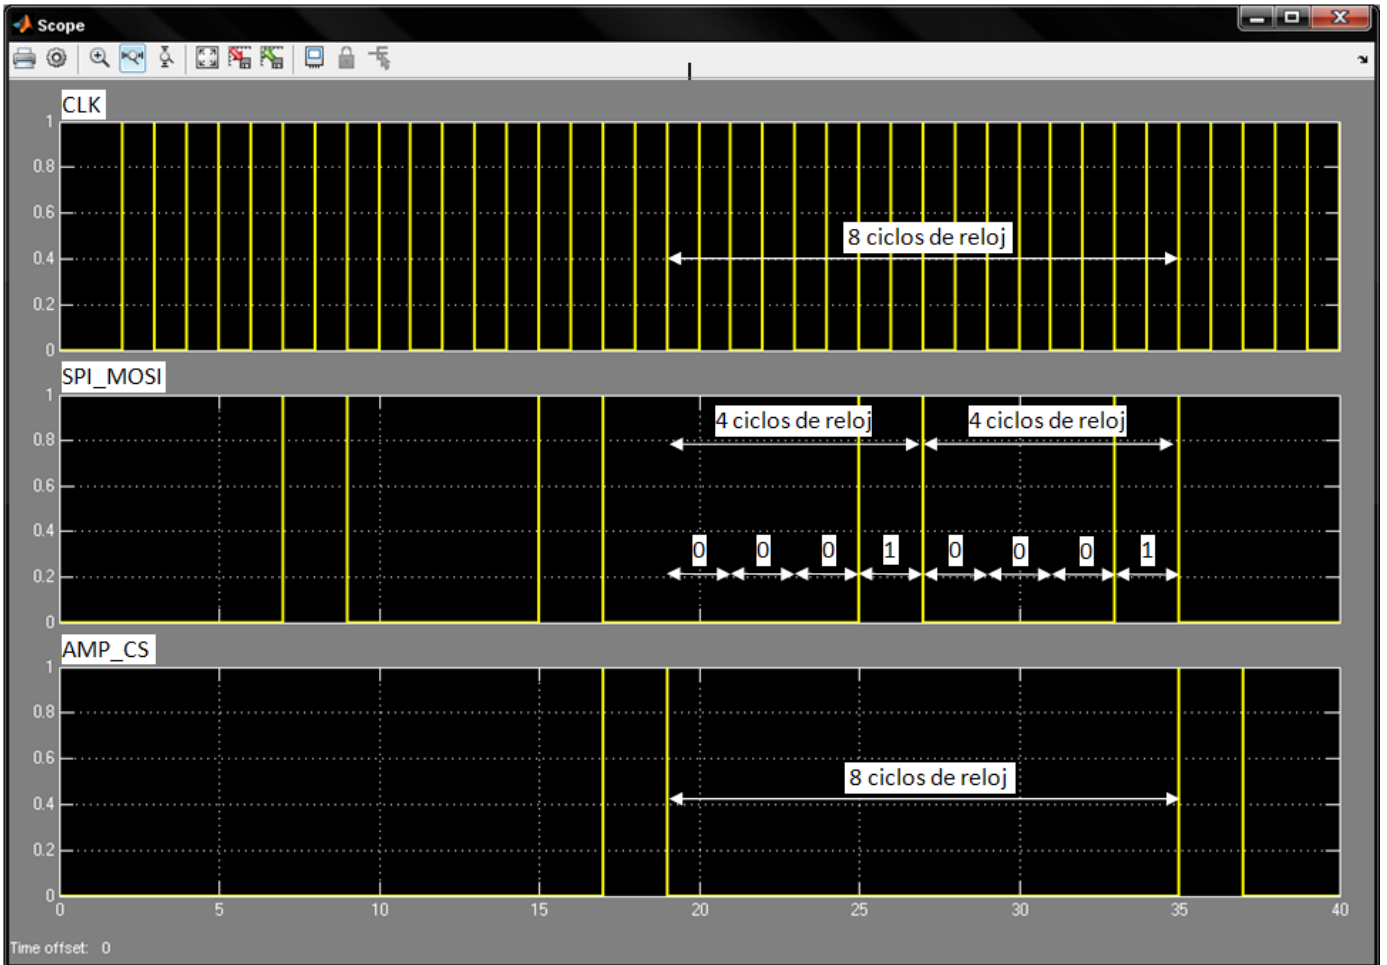 Scope
CLK
1
0.8
0.6
8 ciclos de reloj
0.4
0.2
0
SPI_MOSI
1
4 ciclos de reloj 4 ciclos de reloj
0.8
0.6
0.4
0 0 0 1 0 0 0 1
0.2
0
AMP_CS
1
0.8
0.6
8 ciclos de reloj
0.4
0.2
0
0 5 10 15 20 25 30 35 40
Time offset: 0